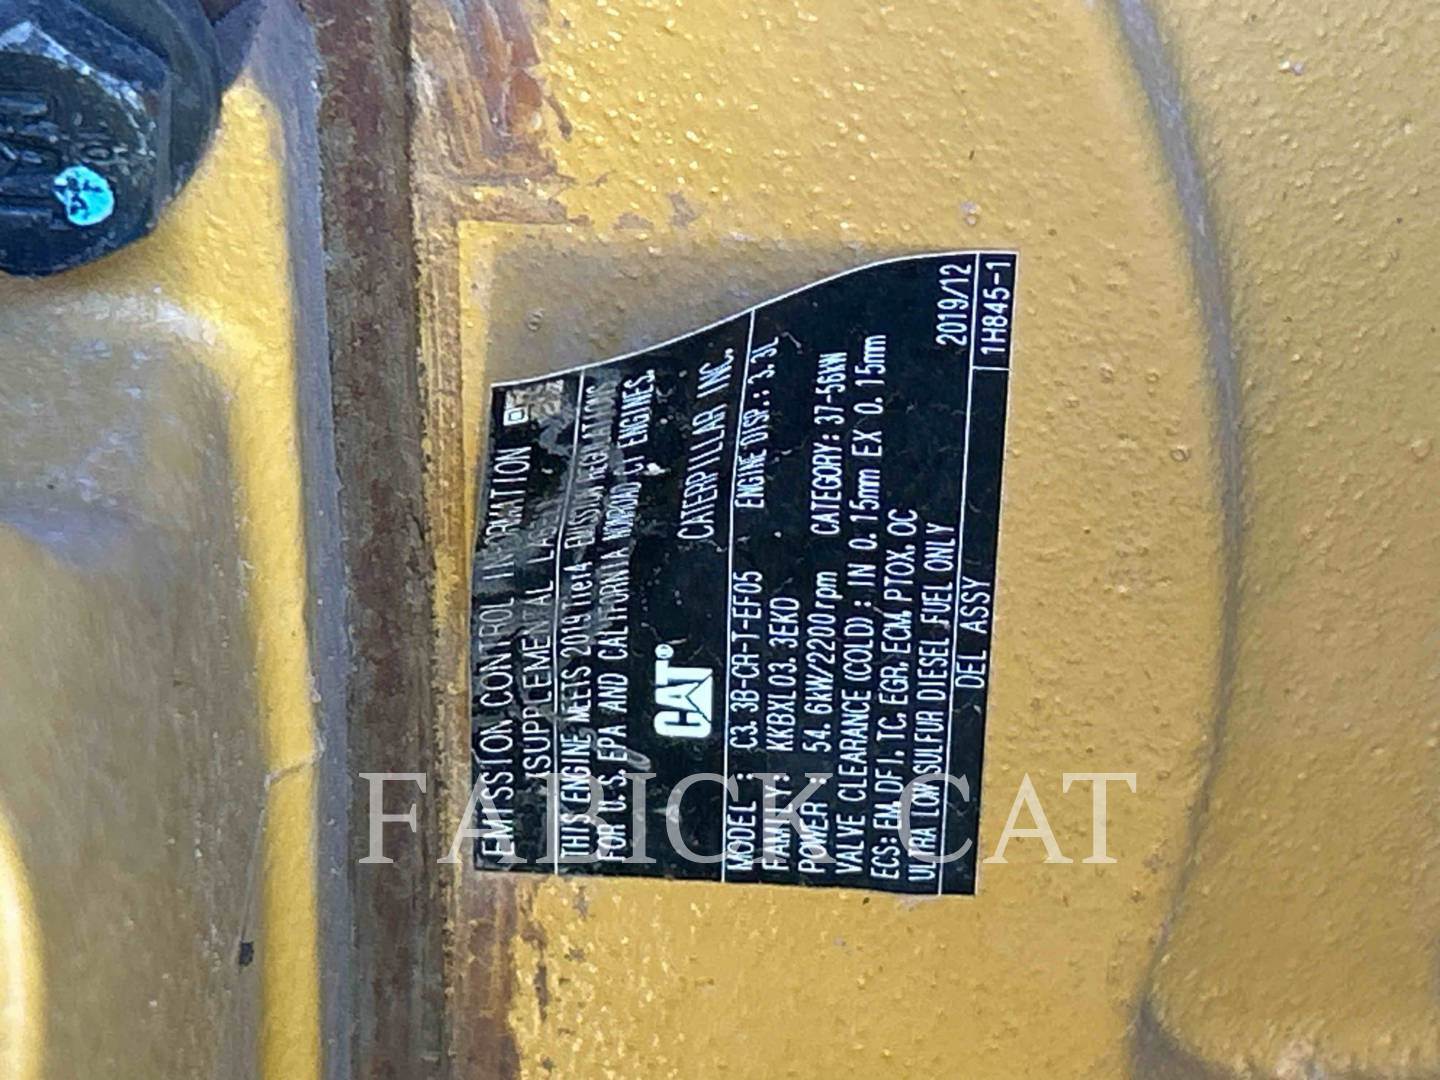 EMISSION CONTROL INFORMATION
(SUPPLEMENTAL LABEL
THIS ENGINE MEETS 2019 Tier4 EMISSION REGULATIONS
FOR U.S. EPA AND CALIFORNIA NONROAD CI ENGINES.
CAT® CATERPILLAR INC.
MODEL : C3.3B-CR-T-EF05 ENGINE DISP.: 3.3L
FAMILY: KKBXL03.3EKD
POWER : 54.6kW/2200rpm CATEGORY: 37-56kW
VALVE CLEARANCE (COLD) : IN 0.15mm EX 0.15mm
ECS: EM, DFI, TC, EGR, ECM, PTOX, OC
ULTRA LOW SULFUR DIESEL FUEL ONLY 2019/12
DEL ASSY 1H845-1
FABICK CAT